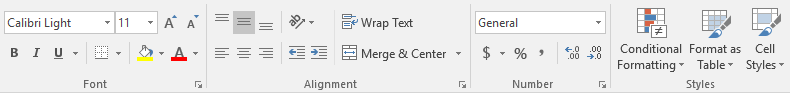 Calibri Light 11 A A Wrap Text General Conditional Format as Cell
B I U A Merge & Center $ % , .0 .00 Formatting Table Styles
Font Alignment Number Styles